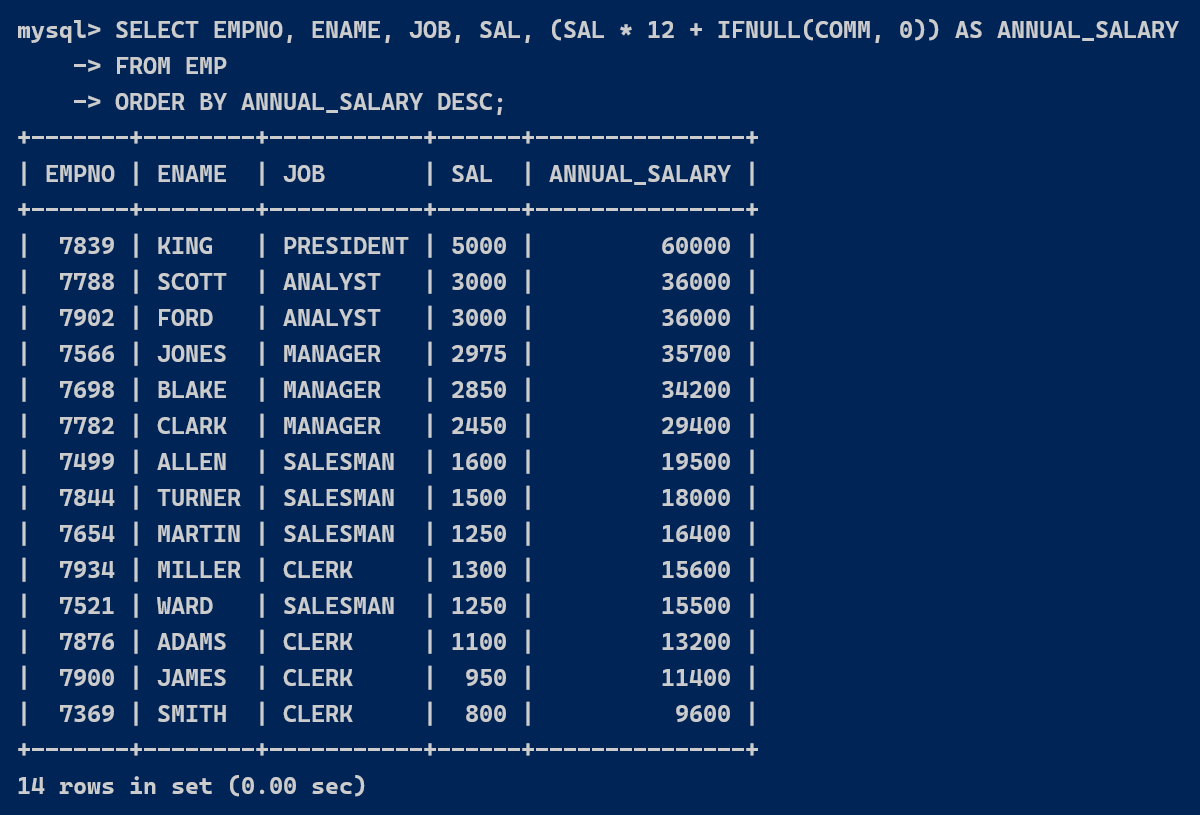 mysql> SELECT EMPNO, ENAME, JOB, SAL, (SAL * 12 + IFNULL(COMM, 0)) AS ANNUAL_SALARY
    -> FROM EMP
    -> ORDER BY ANNUAL_SALARY DESC;
+-------+--------+-----------+------+---------------+
| EMPNO | ENAME  | JOB       | SAL  | ANNUAL_SALARY |
+-------+--------+-----------+------+---------------+
|  7839 | KING   | PRESIDENT | 5000 |         60000 |
|  7788 | SCOTT  | ANALYST   | 3000 |         36000 |
|  7902 | FORD   | ANALYST   | 3000 |         36000 |
|  7566 | JONES  | MANAGER   | 2975 |         35700 |
|  7698 | BLAKE  | MANAGER   | 2850 |         34200 |
|  7782 | CLARK  | MANAGER   | 2450 |         29400 |
|  7499 | ALLEN  | SALESMAN  | 1600 |         19500 |
|  7844 | TURNER | SALESMAN  | 1500 |         18000 |
|  7654 | MARTIN | SALESMAN  | 1250 |         16400 |
|  7934 | MILLER | CLERK     | 1300 |         15600 |
|  7521 | WARD   | SALESMAN  | 1250 |         15500 |
|  7876 | ADAMS  | CLERK     | 1100 |         13200 |
|  7900 | JAMES  | CLERK     |  950 |         11400 |
|  7369 | SMITH  | CLERK     |  800 |          9600 |
+-------+--------+-----------+------+---------------+
14 rows in set (0.00 sec)